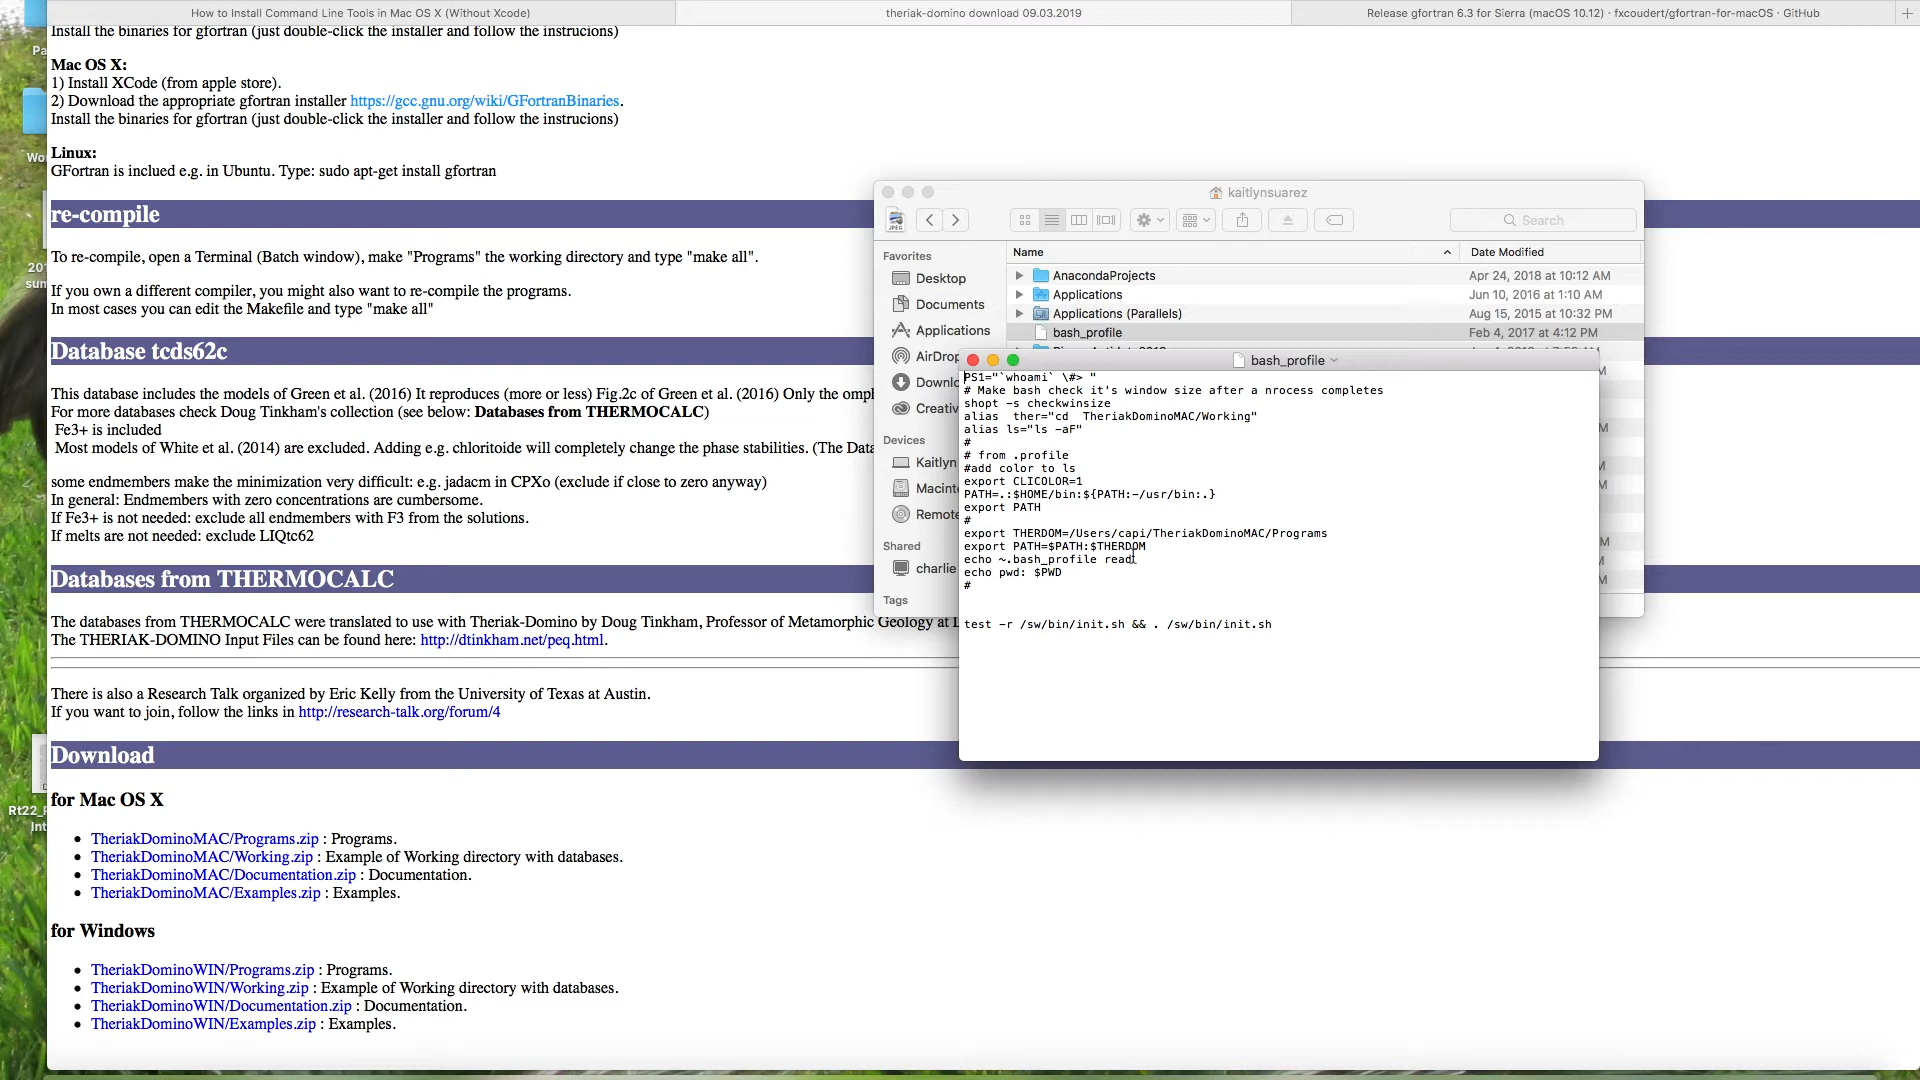 How to Install Command Line Tools in Mac OS X (Without Xcode)
theriak-domino download 09.03.2019
Release gfortran 6.3 for Sierra (macOS 10.12) · fxcoudert/gfortran-for-macOS · GitHub
Install the binaries for gfortran (just double-click the installer and follow the instrucions)
Mac OS X:
1) Install XCode (from apple store).
2) Download the appropriate gfortran installer https://gcc.gnu.org/wiki/GFortranBinaries.
Install the binaries for gfortran (just double-click the installer and follow the instrucions)
Linux:
GFortran is inclued e.g. in Ubuntu. Type: sudo apt-get install gfortran
re-compile
To re-compile, open a Terminal (Batch window), make "Programs" the working directory and type "make all".
If you own a different compiler, you might also want to re-compile the programs.
In most cases you can edit the Makefile and type "make all"
Database tcds62c
This database includes the models of Green et al. (2016) It reproduces (more or less) Fig.2c of Green et al. (2016) Only the omph
For more databases check Doug Tinkham's collection (see below: Databases from THERMOCALC)
Fe3+ is included
Most models of White et al. (2014) are excluded. Adding e.g. chloritoide will completely change the phase stabilities. (The Data
some endmembers make the minimization very difficult: e.g. jadacm in CPXo (exclude if close to zero anyway)
In general: Endmembers with zero concentrations are cumbersome.
If Fe3+ is not needed: exclude all endmembers with F3 from the solutions.
If melts are not needed: exclude LIQtc62
Databases from THERMOCALC
The databases from THERMOCALC were translated to use with Theriak-Domino by Doug Tinkham, Professor of Metamorphic Geology at L
The THERIAK-DOMINO Input Files can be found here: http://dtinkham.net/peq.html.
There is also a Research Talk organized by Eric Kelly from the University of Texas at Austin.
If you want to join, follow the links in http://research-talk.org/forum/4
Download
for Mac OS X
TheriakDominoMAC/Programs.zip : Programs.
TheriakDominoMAC/Working.zip : Example of Working directory with databases.
TheriakDominoMAC/Documentation.zip : Documentation.
TheriakDominoMAC/Examples.zip : Examples.
for Windows
TheriakDominoWIN/Programs.zip : Programs.
TheriakDominoWIN/Working.zip : Example of Working directory with databases.
TheriakDominoWIN/Documentation.zip : Documentation.
TheriakDominoWIN/Examples.zip : Examples.
kaitlynsuarez
Search
Favorites
Desktop
Documents
Applications
AirDrop
Downlo
Creativ
Devices
Kaitlyn
Macint
Remote
Shared
charlie
Tags
Name
Date Modified
AnacondaProjects Apr 24, 2018 at 10:12 AM
Applications Jun 10, 2016 at 1:10 AM
Applications (Parallels) Aug 15, 2015 at 10:32 PM
bash_profile Feb 4, 2017 at 4:12 PM
bash_profile
PS1="`whoami` \#> "
# Make bash check it's window size after a nrocess completes
shopt -s checkwinsize
alias  ther="cd  TheriakDominoMAC/Working"
alias ls="ls -aF"
#
# from .profile
#add color to ls
export CLICOLOR=1
PATH=.:$HOME/bin:${PATH:-/usr/bin:.}
export PATH
#
export THERDOM=/Users/capi/TheriakDominoMAC/Programs
export PATH=$PATH:$THERDOM
echo ~.bash_profile read
echo pwd: $PWD
#
test -r /sw/bin/init.sh && . /sw/bin/init.sh